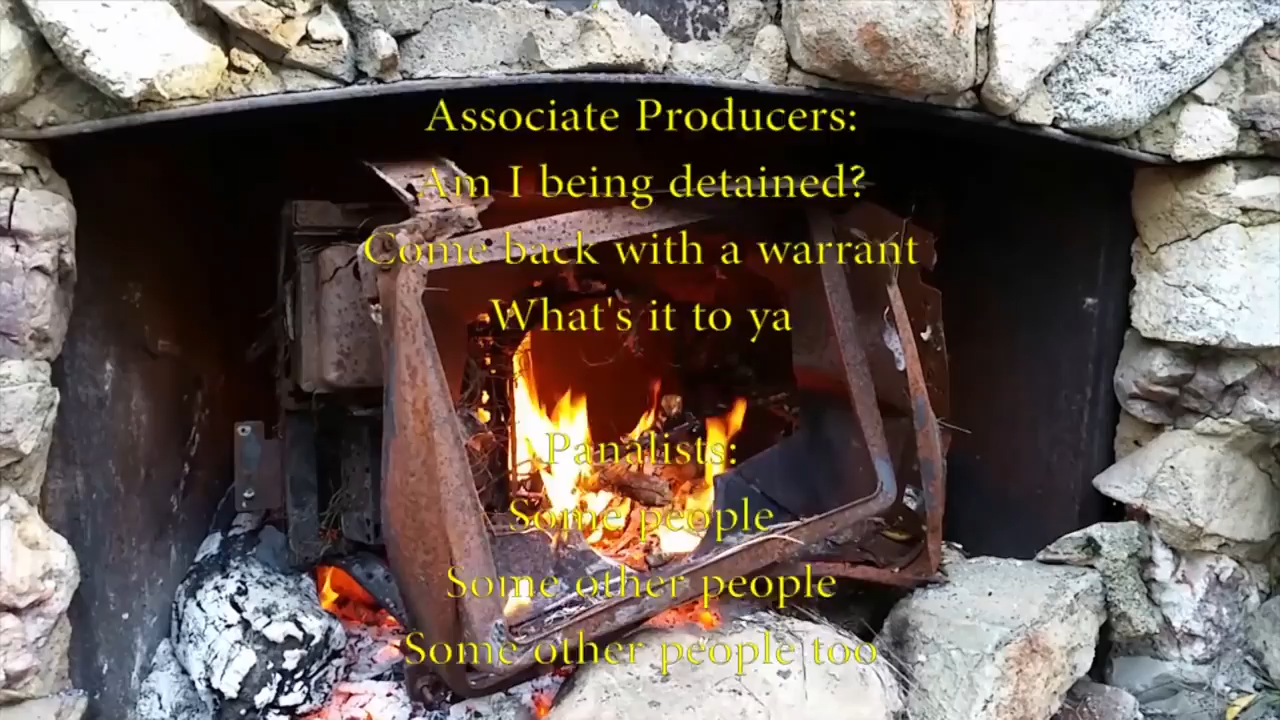 Associate Producers:
Am I being detained?
Come back with a warrant
What's it to ya
Panalists:
Some people
Some other people
Some other people too